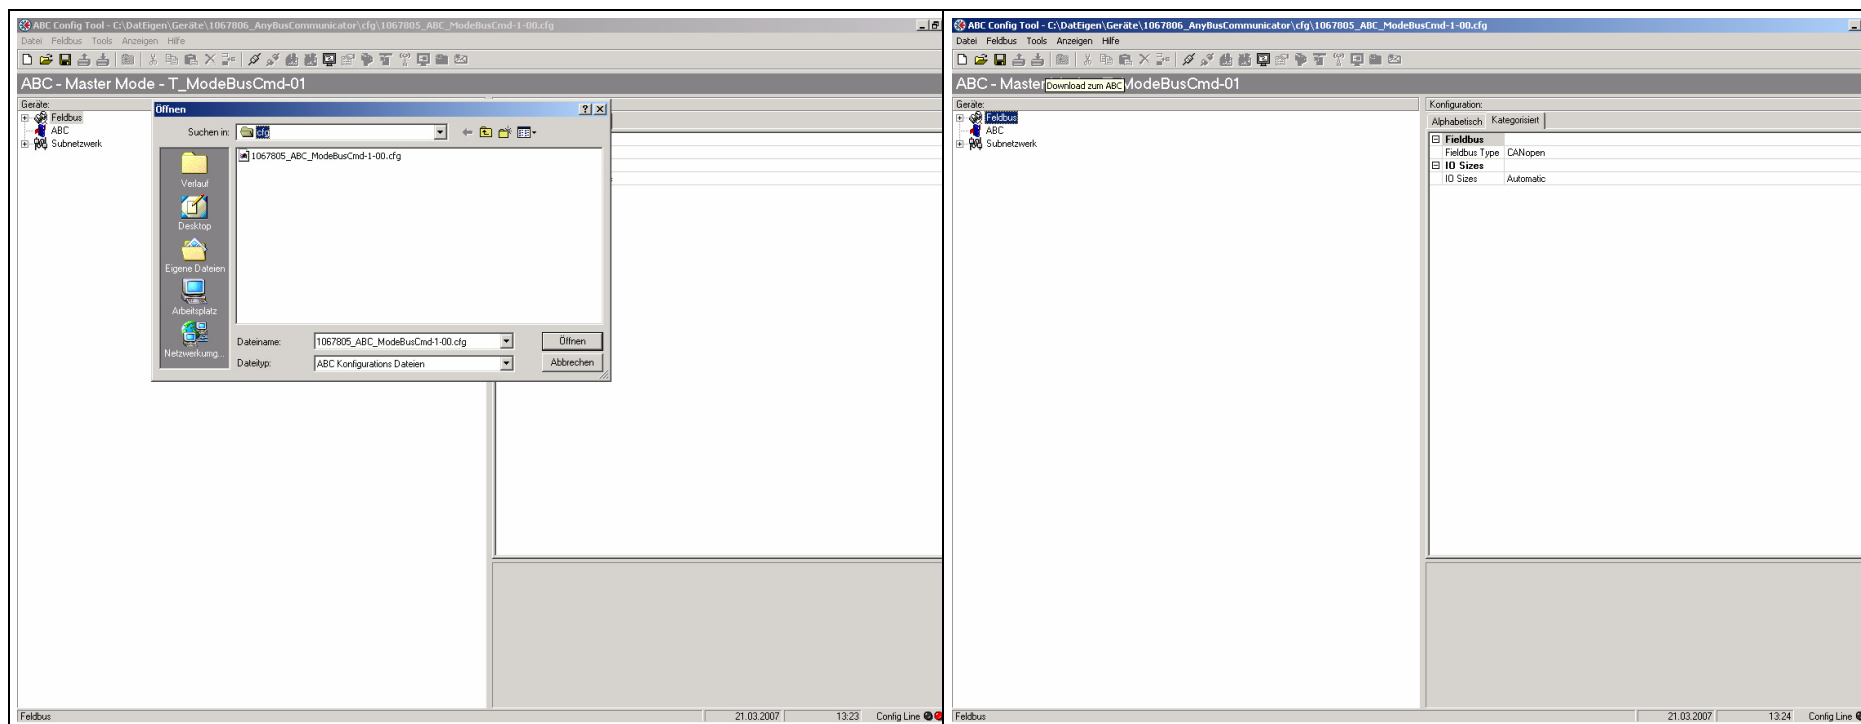 ABC Config Tool - C:\DatEigen\Geräte\1067806_AnyBusCommunicator\cfg\1067805_ABC_ModeBusCmd-1-00.cfg
Datei Feldbus Tools Anzeigen Hilfe
ABC - Master Mode - T_ModeBusCmd-01
Geräte:
Feldbus
ABC
Subnetzwerk
Öffnen
Suchen in:
cfg
1067805_ABC_ModeBusCmd-1-00.cfg
Verlauf
Desktop
Eigene Dateien
Arbeitsplatz
Netzwerkumg...
Dateiname:
1067805_ABC_ModeBusCmd-1-00.cfg
Öffnen
Dateityp:
ABC Konfigurations Dateien
Abbrechen
Feldbus
21.03.2007
13:23
Config Line
ABC Config Tool - C:\DatEigen\Geräte\1067806_AnyBusCommunicator\cfg\1067805_ABC_ModeBusCmd-1-00.cfg
Datei Feldbus Tools Anzeigen Hilfe
ABC - Master
Download zum ABC
ModeBusCmd-01
Geräte:
Feldbus
ABC
Subnetzwerk
Konfiguration:
Alphabetisch Kategorisiert
Fieldbus
Fieldbus Type CANopen
IO Sizes
IO Sizes Automatic
Feldbus
21.03.2007
13:24
Config Line